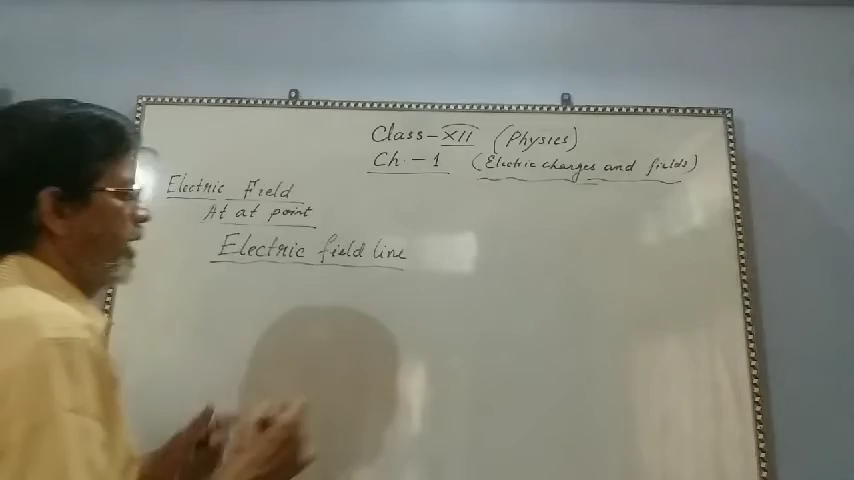 Class-XII (Physics)
Ch.-1 (Electric charges and fields)
Electric Field
At at point
Electric field line